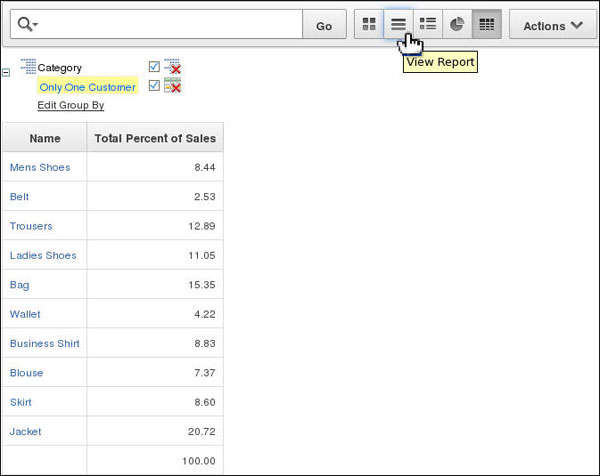 Go
Actions
View Report
Category
Only One Customer
Edit Group By
Name Total Percent of Sales
Mens Shoes 8.44
Belt 2.53
Trousers 12.89
Ladies Shoes 11.05
Bag 15.35
Wallet 4.22
Business Shirt 8.83
Blouse 7.37
Skirt 8.60
Jacket 20.72
100.00